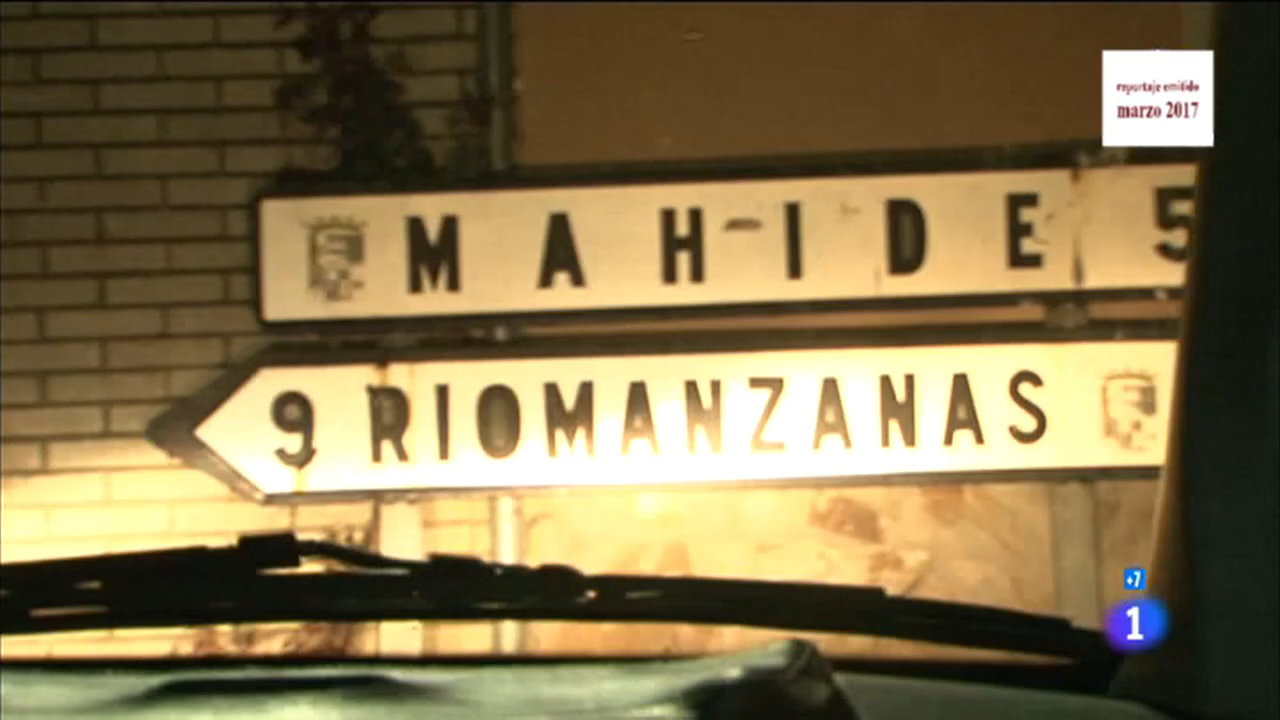 reportaje emitido
marzo 2017
MAHIDE 5
9 RIOMANZANAS
+7
1